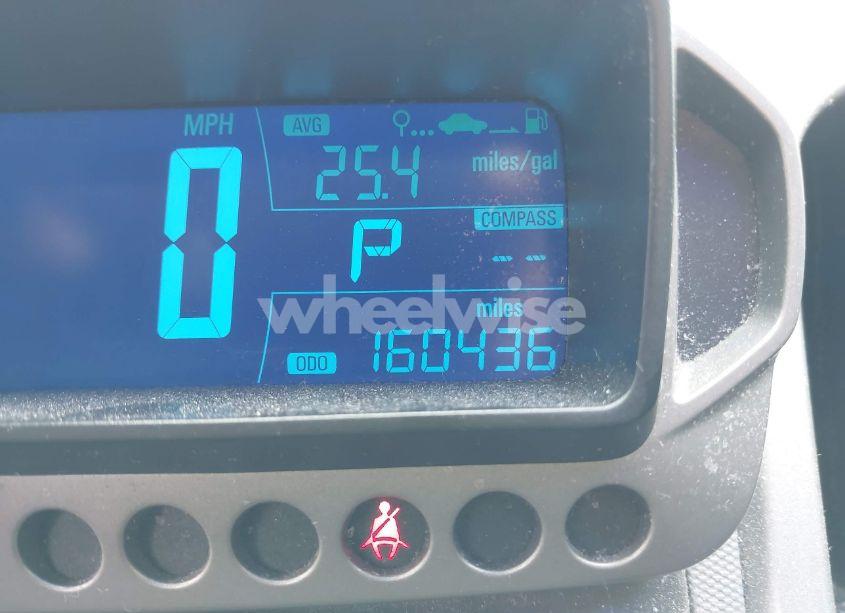 MPH
0
AVG
25.4 miles/gal
P
COMPASS
--
miles
ODO 160436
wheelwise